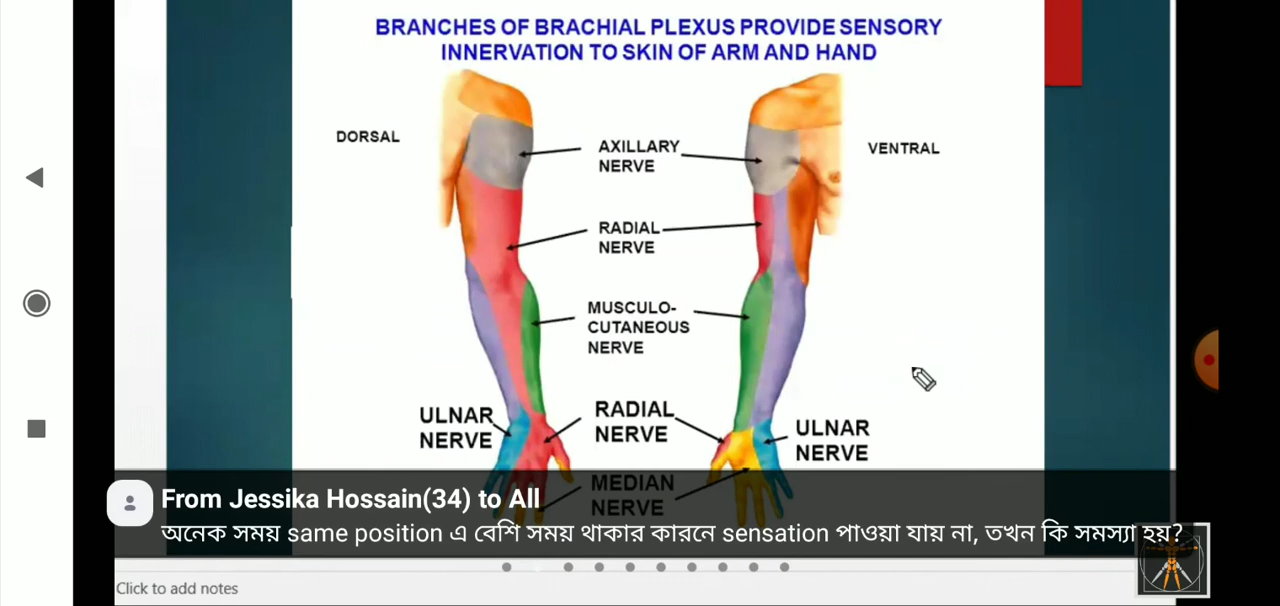 BRANCHES OF BRACHIAL PLEXUS PROVIDE SENSORY
INNERVATION TO SKIN OF ARM AND HAND
DORSAL
AXILLARY
NERVE
VENTRAL
RADIAL
NERVE
MUSCULO-
CUTANEOUS
NERVE
ULNAR
NERVE
RADIAL
NERVE
ULNAR
NERVE
MEDIAN
NERVE
From Jessika Hossain(34) to All
অনেক সময় same position এ বেশি সময় থাকার কারনে sensation পাওয়া যায় না, তখন কি সমস্যা হয়?
Click to add notes